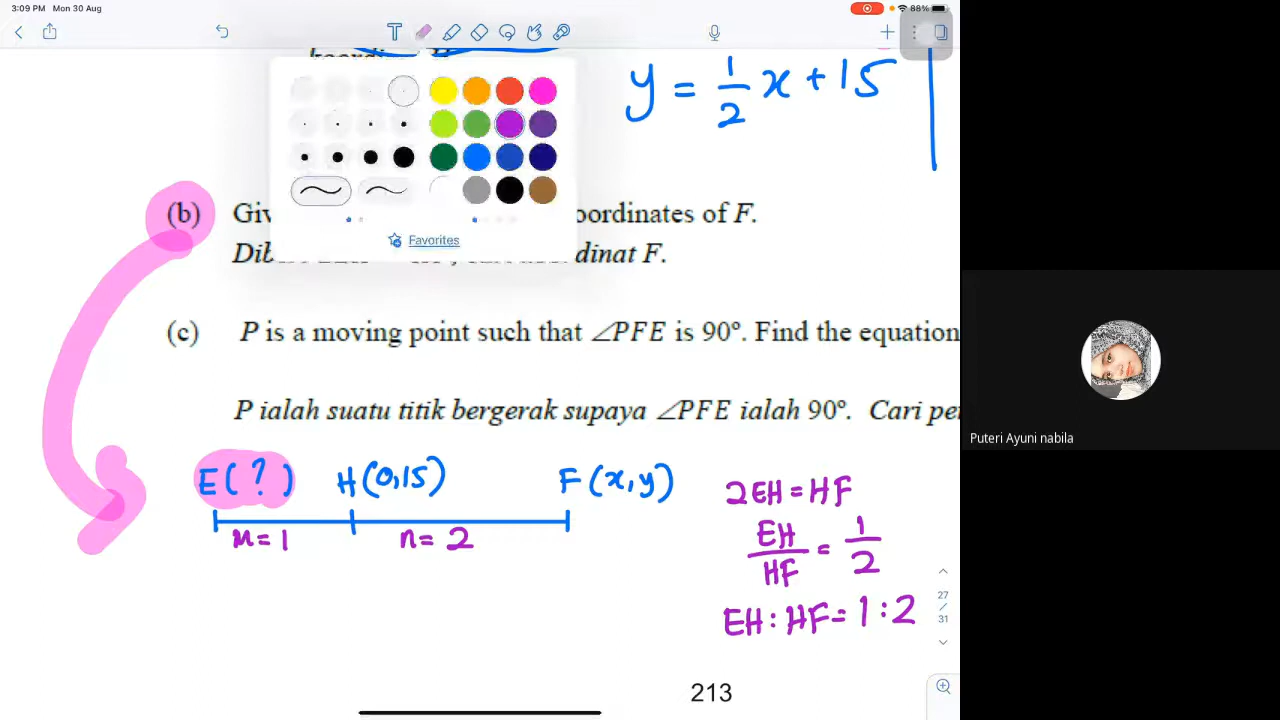 3:09 PM Mon 30 Aug
88%
y = 1/2 x + 15
(b) Giv oordinates of F.
dinat F.
Favorites
(c) P is a moving point such that ∠PFE is 90°. Find the equation
P ialah suatu titik bergerak supaya ∠PFE ialah 90°. Cari pe
E(?) H(0,15) F(x,y)
m=1 n=2
2EH=HF
EH/HF = 1/2
EH:HF=1:2
27
/
31
213
Puteri Ayuni nabila